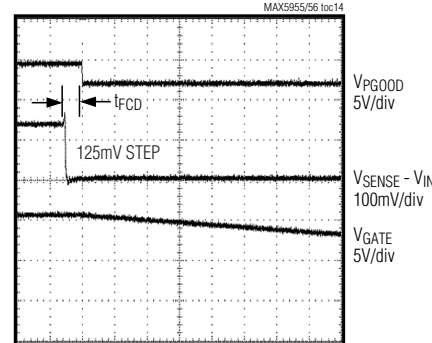 MAX5955/56 toc14
VPGOOD
5V/div
tFCD
125mV STEP
VSENSE - VIN
100mV/div
VGATE
5V/div